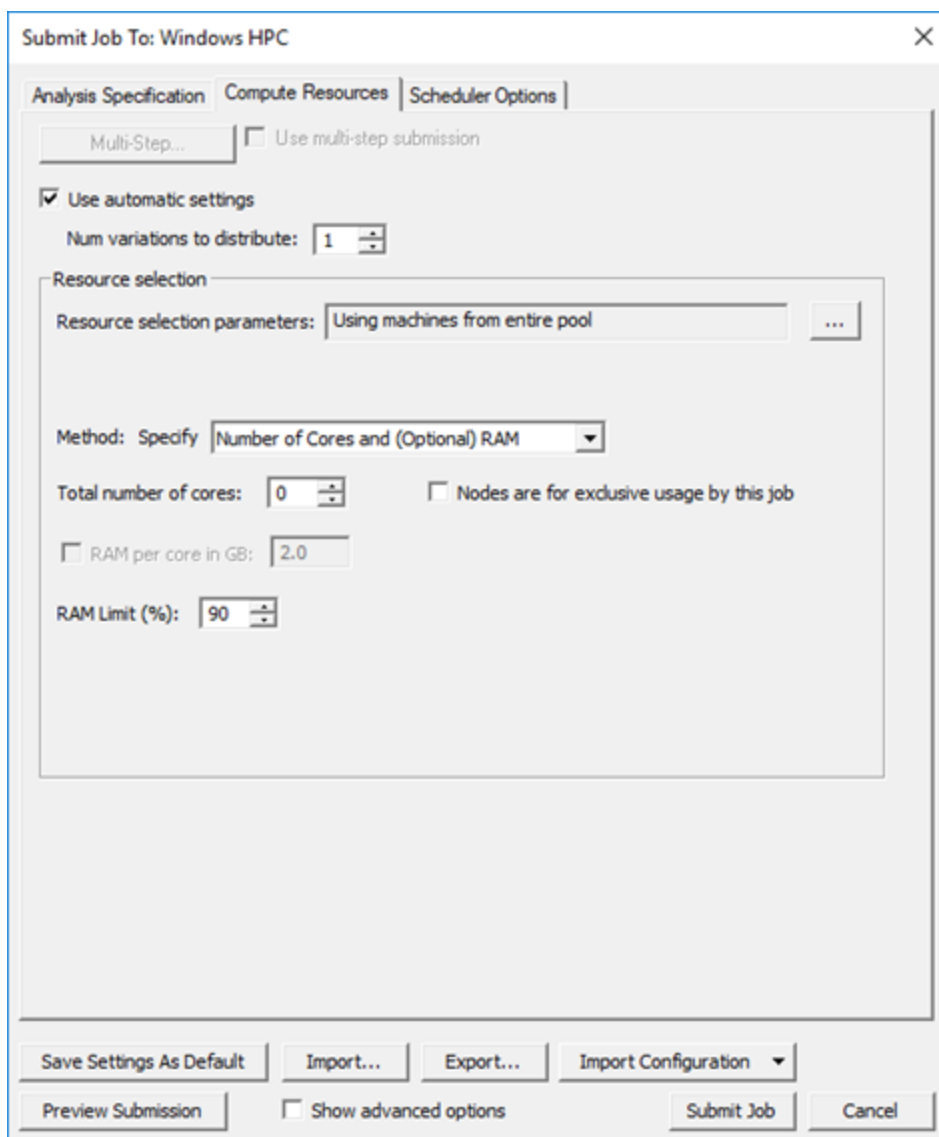 Submit Job To: Windows HPC
Analysis Specification Compute Resources Scheduler Options
Multi-Step... Use multi-step submission
Use automatic settings
Num variations to distribute: 1
Resource selection
Resource selection parameters: Using machines from entire pool ...
Method: Specify Number of Cores and (Optional) RAM
Total number of cores: 0 Nodes are for exclusive usage by this job
RAM per core in GB: 2.0
RAM Limit (%): 90
Save Settings As Default Import... Export... Import Configuration
Preview Submission Show advanced options Submit Job Cancel